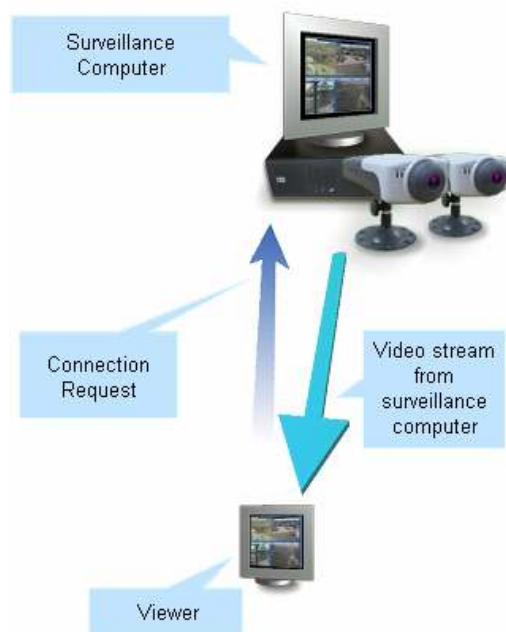 Surveillance
Computer
Connection
Request
Video stream
from
surveillance
computer
Viewer